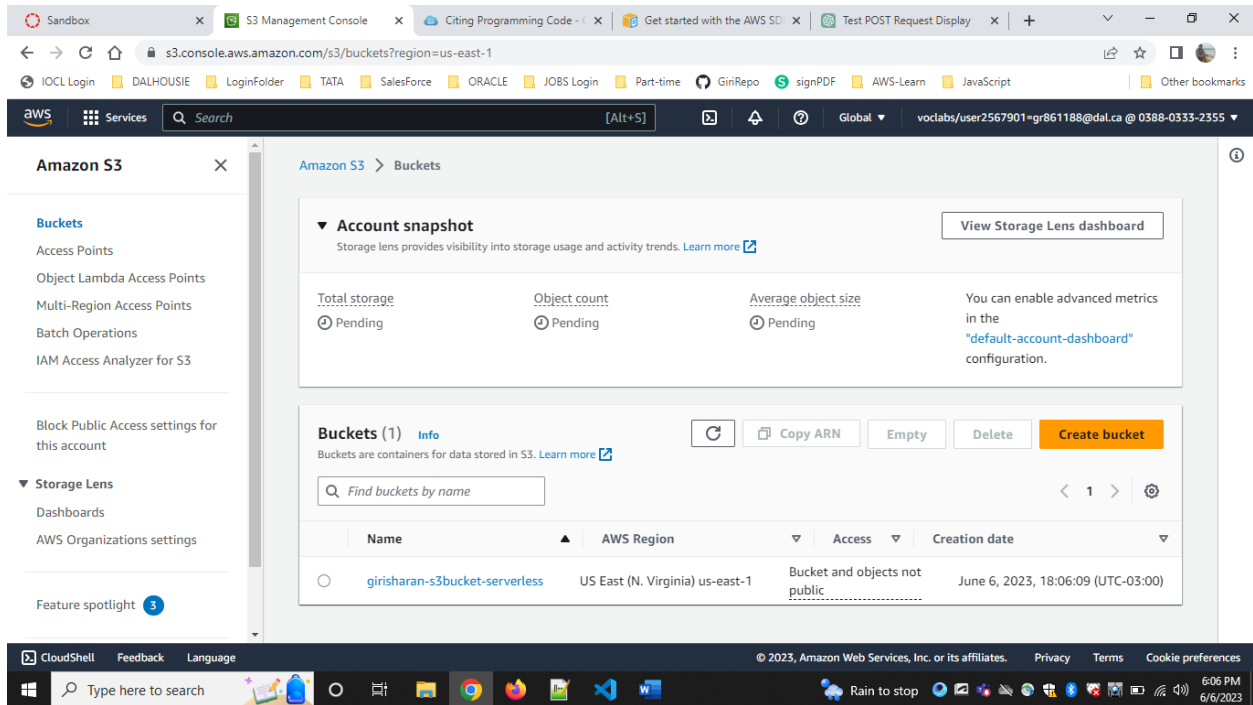 Sandbox
S3 Management Console
Citing Programming Code -
Get started with the AWS SD
Test POST Request Display
s3.console.aws.amazon.com/s3/buckets?region=us-east-1
IOCL Login DALHOUSIE LoginFolder TATA SalesForce ORACLE JOBS Login Part-time GiriRepo signPDF AWS-Learn JavaScript Other bookmarks
aws Services Search [Alt+S] Global voclabs/user2567901=gr861188@dal.ca @ 0388-0333-2355
Amazon S3
Buckets
Access Points
Object Lambda Access Points
Multi-Region Access Points
Batch Operations
IAM Access Analyzer for S3
Block Public Access settings for
this account
Storage Lens
Dashboards
AWS Organizations settings
Feature spotlight 3
Amazon S3 > Buckets
Account snapshot
Storage lens provides visibility into storage usage and activity trends. Learn more
View Storage Lens dashboard
Total storage
Pending
Object count
Pending
Average object size
Pending
You can enable advanced metrics
in the
"default-account-dashboard"
configuration.
Buckets (1) Info
Buckets are containers for data stored in S3. Learn more
Copy ARN Empty Delete Create bucket
Find buckets by name
1
Name AWS Region Access Creation date
girisharan-s3bucket-serverless US East (N. Virginia) us-east-1 Bucket and objects not
public
June 6, 2023, 18:06:09 (UTC-03:00)
CloudShell Feedback Language © 2023, Amazon Web Services, Inc. or its affiliates. Privacy Terms Cookie preferences
Type here to search Rain to stop 6:06 PM
6/6/2023